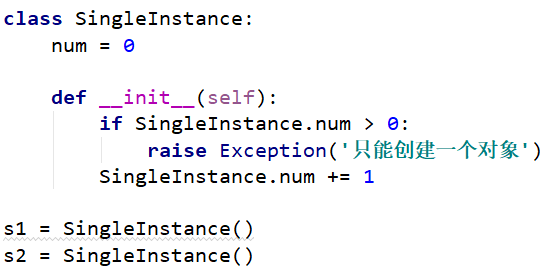 class SingleInstance:
    num = 0
    def __init__(self):
        if SingleInstance.num > 0:
            raise Exception('只能创建一个对象')
        SingleInstance.num += 1
s1 = SingleInstance()
s2 = SingleInstance()